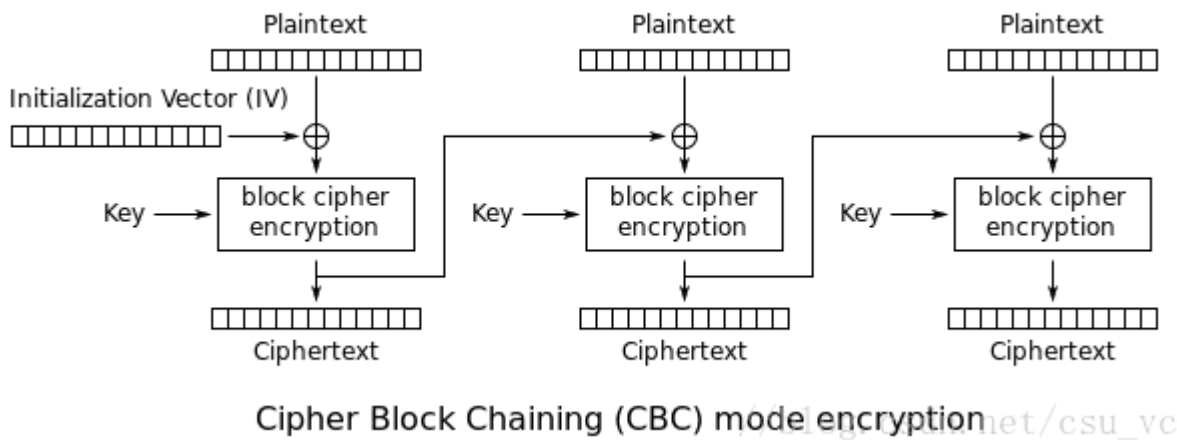 Plaintext Plaintext Plaintext
Initialization Vector (IV)
Key block cipher encryption Key block cipher encryption Key block cipher encryption
Ciphertext Ciphertext Ciphertext
Cipher Block Chaining (CBC) mode encryption
net/csu_vc